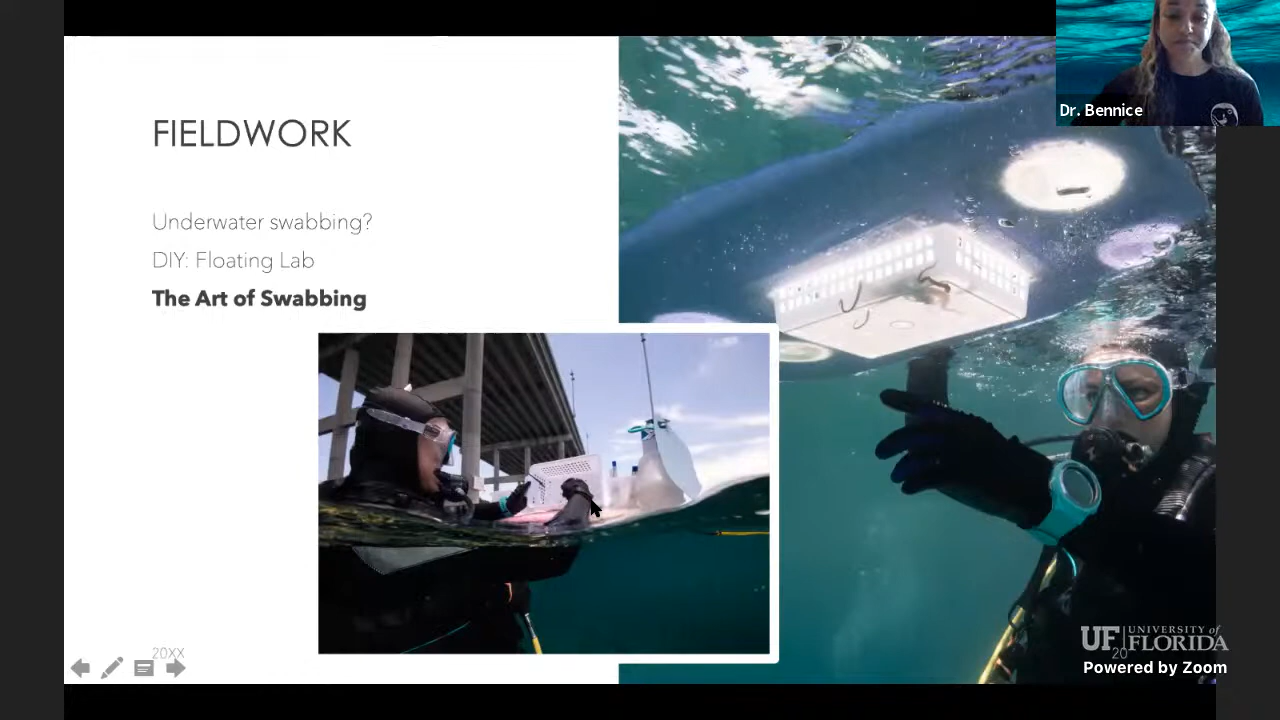 Dr. Bennice
FIELDWORK
Underwater swabbing?
DIY: Floating Lab
The Art of Swabbing
20XX
UF UNIVERSITY of FLORIDA
20
Powered by Zoom